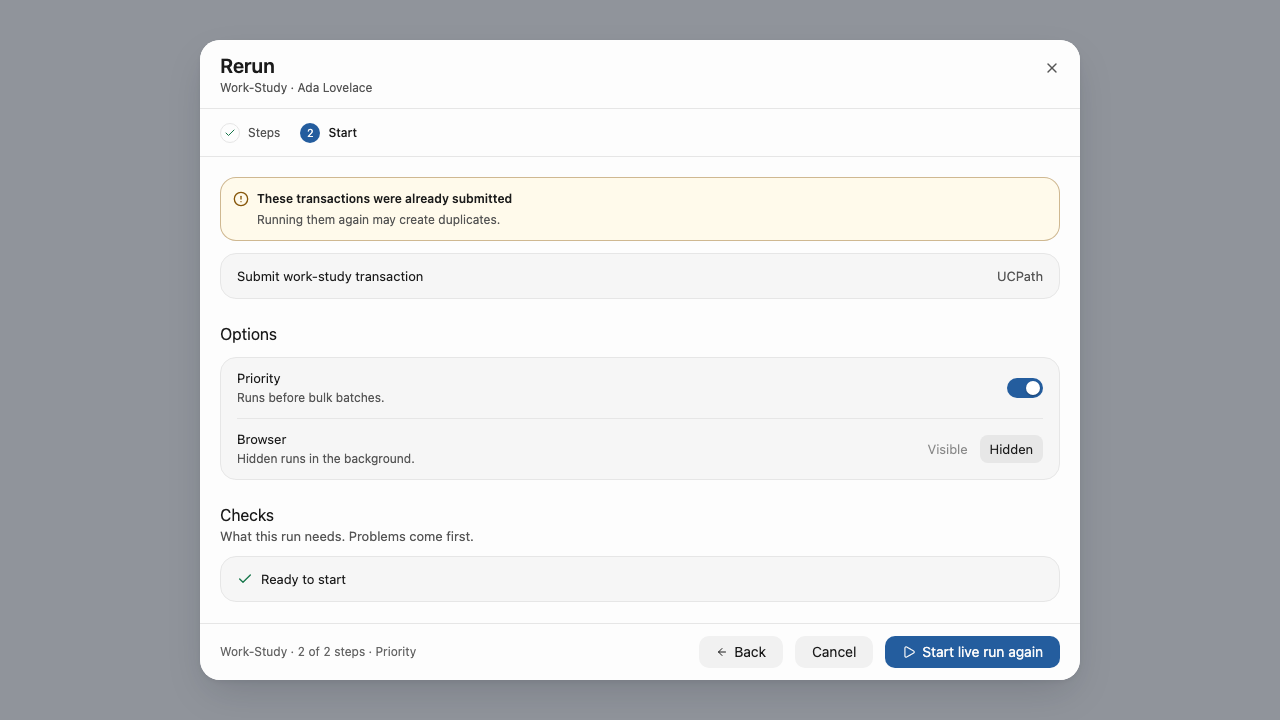 Rerun
Work-Study · Ada Lovelace
Steps
2 Start
These transactions were already submitted
Running them again may create duplicates.
Submit work-study transaction UCPath
Options
Priority
Runs before bulk batches.
Browser
Hidden runs in the background.
Visible Hidden
Checks
What this run needs. Problems come first.
Ready to start
Work-Study · 2 of 2 steps · Priority
Back Cancel Start live run again